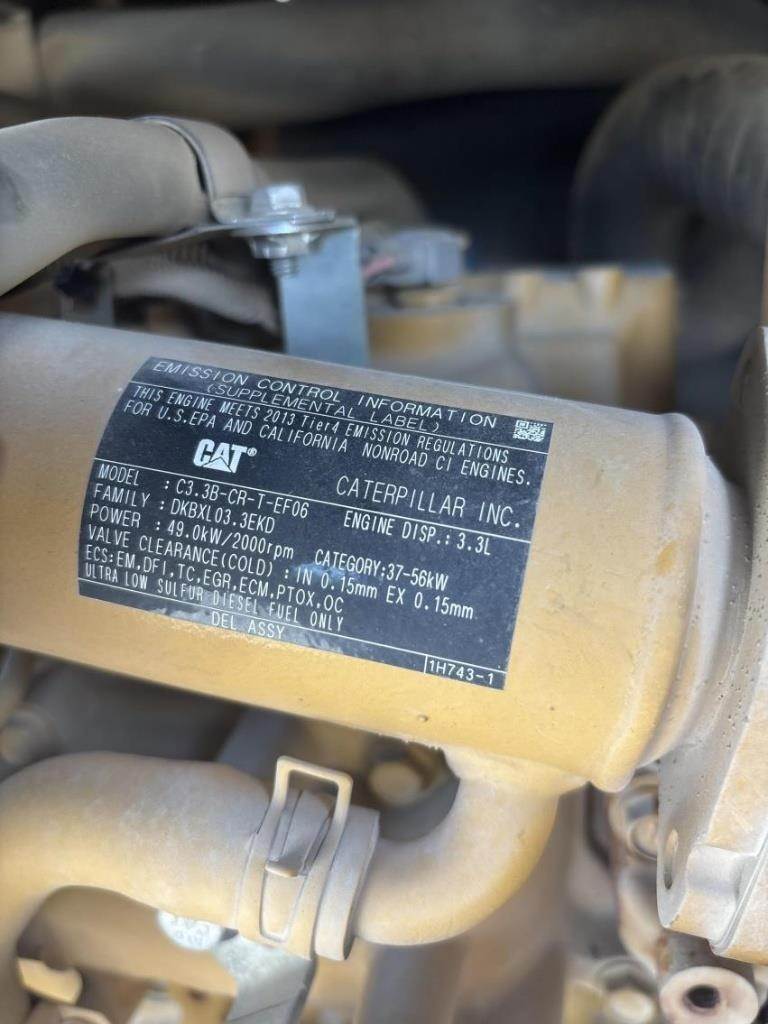 EMISSION CONTROL INFORMATION
(SUPPLEMENTAL LABEL)
THIS ENGINE MEETS 2013 Tier4 EMISSION REGULATIONS
FOR U.S.EPA AND CALIFORNIA NONROAD CI ENGINES.
CAT® CATERPILLAR INC.
MODEL : C3.3B-CR-T-EF06 ENGINE DISP.: 3.3L
FAMILY : DKBXL03.3EKD
POWER : 49.0kW/2000rpm CATEGORY:37-56kW
VALVE CLEARANCE(COLD) : IN 0.15mm EX 0.15mm
ECS:EM,DFI,TC,EGR,ECM,PTOX,OC
ULTRA LOW SULFUR DIESEL FUEL ONLY
DEL ASSY
1H743-1